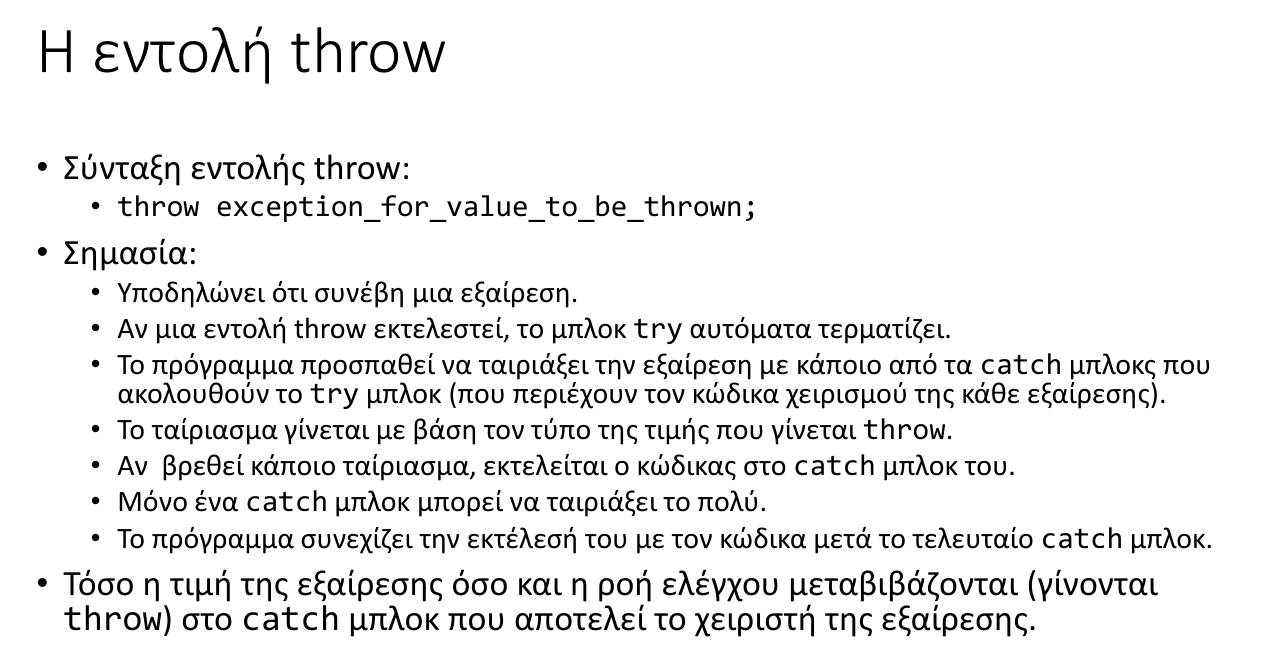 Η εντολή throw
• Σύνταξη εντολής throw:
• throw exception_for_value_to_be_thrown;
• Σημασία:
• Υποδηλώνει ότι συνέβη μια εξαίρεση.
• Αν μια εντολή throw εκτελεστεί, το μπλοκ try αυτόματα τερματίζει.
• Το πρόγραμμα προσπαθεί να ταιριάξει την εξαίρεση με κάποιο από τα catch μπλοκς που
ακολουθούν το try μπλοκ (που περιέχουν τον κώδικα χειρισμού της κάθε εξαίρεσης).
• Το ταίριασμα γίνεται με βάση τον τύπο της τιμής που γίνεται throw.
• Αν  βρεθεί κάποιο ταίριασμα, εκτελείται ο κώδικας στο catch μπλοκ του.
• Μόνο ένα catch μπλοκ μπορεί να ταιριάξει το πολύ.
• Το πρόγραμμα συνεχίζει την εκτέλεσή του με τον κώδικα μετά το τελευταίο catch μπλοκ.
• Τόσο η τιμή της εξαίρεσης όσο και η ροή ελέγχου μεταβιβάζονται (γίνονται
throw) στο catch μπλοκ που αποτελεί το χειριστή της εξαίρεσης.